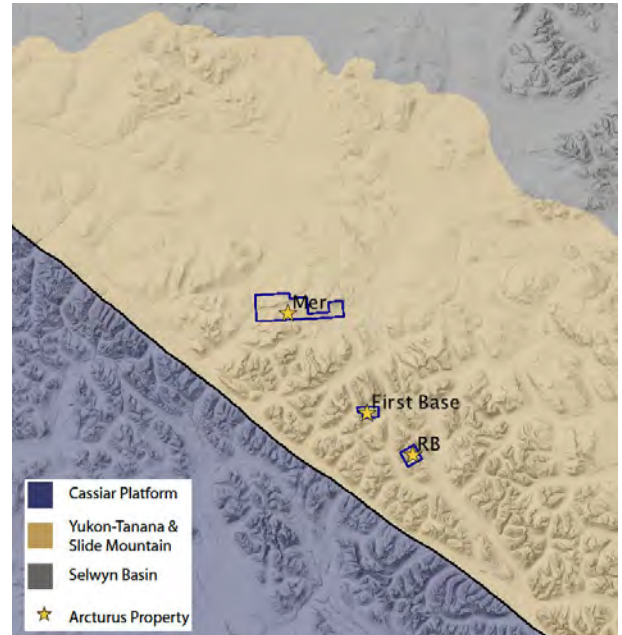 Mer
First Base
RB
Cassiar Platform
Yukon-Tanana &
Slide Mountain
Selwyn Basin
Arcturus Property